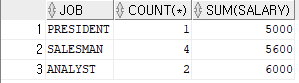 JOB COUNT(*) SUM(SALARY)
1 PRESIDENT 1 5000
2 SALESMAN 4 5600
3 ANALYST 2 6000